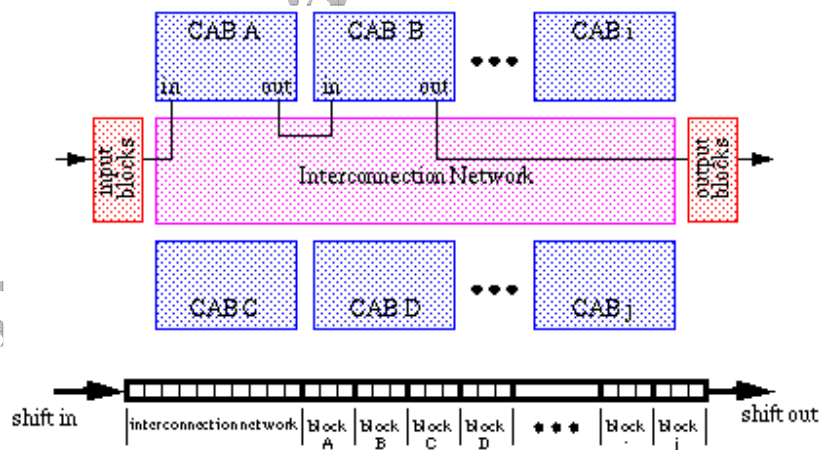 CAB A
CAB B
CAB i
in
out
in
out
input blocks
Interconnection Network
output blocks
CAB C
CAB D
CAB j
shift in
shift out
interconnection network
block A
block B
block C
block D
block
block j